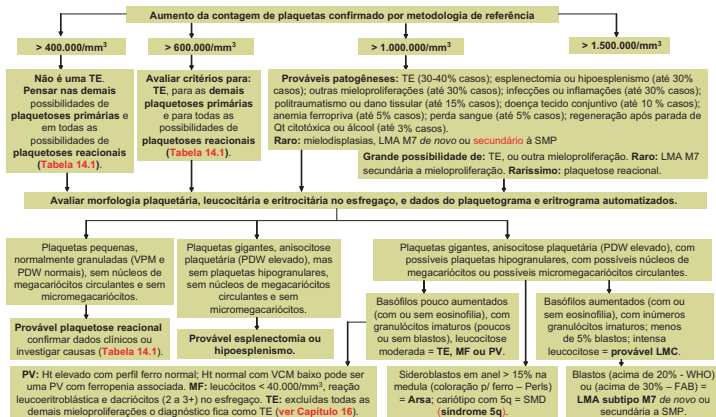 Aumento da contagem de plaquetas confirmado por metodologia de referência
> 400.000/mm³
> 600.000/mm³
> 1.000.000/mm³
> 1.500.000/mm³
Não é uma TE.
Pensar nas demais
possibilidades de
plaquetoses primárias e
em todas as
possibilidades de
plaquetoses reacionais
(Tabela 14.1).
Avaliar critérios para:
TE, para as demais
plaquetoses primárias
e para todas as
possibilidades de
plaquetoses reacionais
(Tabela 14.1).
Prováveis patogêneses: TE (30-40% casos); esplenectomia ou hipoesplenismo (até 30%
casos); outras mieloproliferações (até 30% casos); infecções ou inflamações (até 30% casos);
politraumatismo ou dano tissular (até 15% casos); doença tecido conjuntivo (até 10 % casos);
anemia ferropriva (até 5% casos); perda sangue (até 5% casos); regeneração após parada de
Qt citotóxica ou álcool (até 3% casos).
Raro: mielodisplasias, LMA M7 de novo ou secundário à SMP
Grande possibilidade de: TE, ou outra mieloproliferação. Raro: LMA M7
secundária a mieloproliferação. Rarissimo: plaquetose reacional.
Avaliar morfologia plaquetária, leucocitária e eritrocitária no esfregaço, e dados do plaquetograma e eritrograma automatizados.
Plaquetas pequenas,
normalmente granuladas (VPM e
PDW normais), sem núcleos de
megacariócitos circulantes e sem
micromegacariócitos.
Provável plaquetose reacional
confirmar dados clínicos ou
investigar causas (Tabela 14.1).
Plaquetas gigantes, anisocitose
plaquetária (PDW elevado), mas
sem plaquetas hipogranulares,
sem núcleos de megacariócitos
circulantes e sem
micromegacariócitos.
Provável esplenectomia ou
hipoesplenismo.
Plaquetas gigantes, anisocitose plaquetária (PDW elevado), com
possíveis plaquetas hipogranulares, com possíveis núcleos de
megacariócitos ou possíveis micromegacariócitos circulantes.
Basófilos pouco aumentados
(com ou sem eosinofilia), com
granulócitos imaturos (poucos
ou sem blastos), leucocitose
moderada = TE, MF ou PV.
Basófilos aumentados (com ou
sem eosinofilia), com inúmeros
granulócitos imaturos; menos
de 5% blastos; intensa
leucocitose = provável LMC.
PV: Ht elevado com perfil ferro normal; Ht normal com VCM baixo pode ser
uma PV com ferropenia associada. MF: leucócitos < 40.000/mm³, reação
leucoeritroblástica e dacriócitos (2 a 3+) no esfregaço. TE: excluídas todas as
demais mieloproliferações o diagnóstico fica como TE (ver Capítulo 16).
Sideroblastos em anel > 15% na
medula (coloração p/ ferro – Perls)
= Arsa; cariótipo com 5q = SMD
(síndrome 5q).
Blastos (acima de 20% - WHO)
ou (acima de 30% – FAB) =
LMA subtipo M7 de novo ou
secundária a SMP.